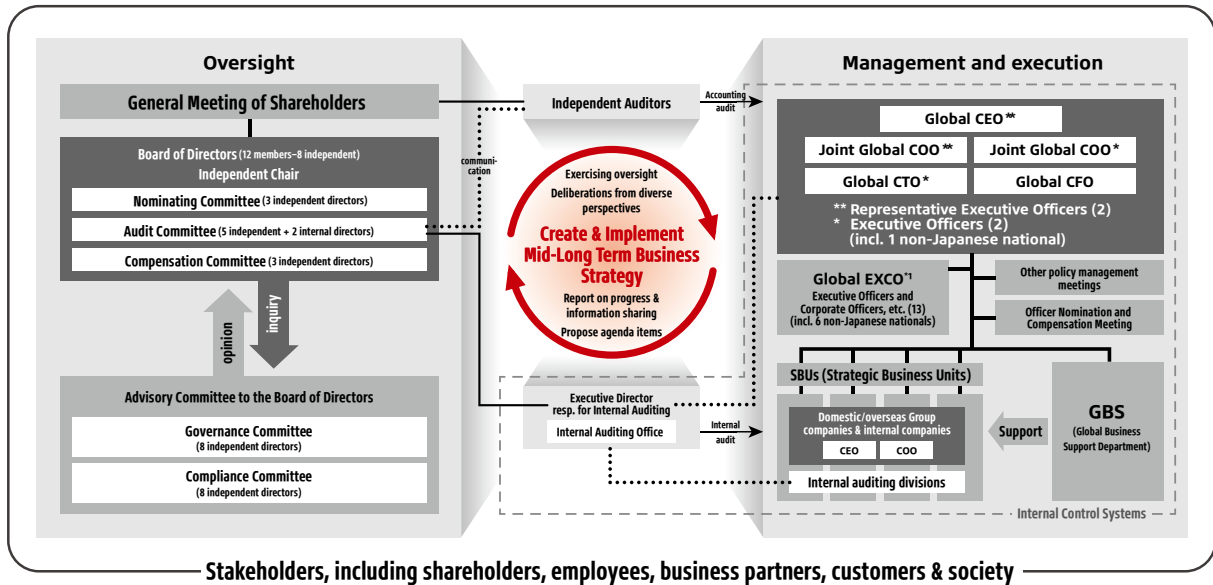 Oversight
General Meeting of Shareholders
Board of Directors (12 members–8 independent)
Independent Chair
Nominating Committee (3 independent directors)
Audit Committee (5 independent + 2 internal directors)
Compensation Committee (3 independent directors)
opinion
inquiry
Advisory Committee to the Board of Directors
Governance Committee
(8 independent directors)
Compliance Committee
(8 independent directors)
Independent Auditors
Accounting
audit
communi-
cation
Exercising oversight
Deliberations from diverse
perspectives
Create & Implement
Mid-Long Term Business
Strategy
Report on progress &
information sharing
Propose agenda items
Executive Director
resp. for Internal Auditing
Internal Auditing Office
Internal
audit
Management and execution
Global CEO**
Joint Global COO**
Joint Global COO*
Global CTO*
Global CFO
** Representative Executive Officers (2)
* Executive Officers (2)
(incl. 1 non-Japanese national)
Global EXCO*1
Executive Officers and
Corporate Officers, etc. (13)
(incl. 6 non-Japanese nationals)
Other policy management
meetings
Officer Nomination and
Compensation Meeting
SBUs (Strategic Business Units)
Domestic/overseas Group
companies & internal companies
CEO
COO
Internal auditing divisions
Support
GBS
(Global Business
Support Department)
Internal Control Systems
Stakeholders, including shareholders, employees, business partners, customers & society